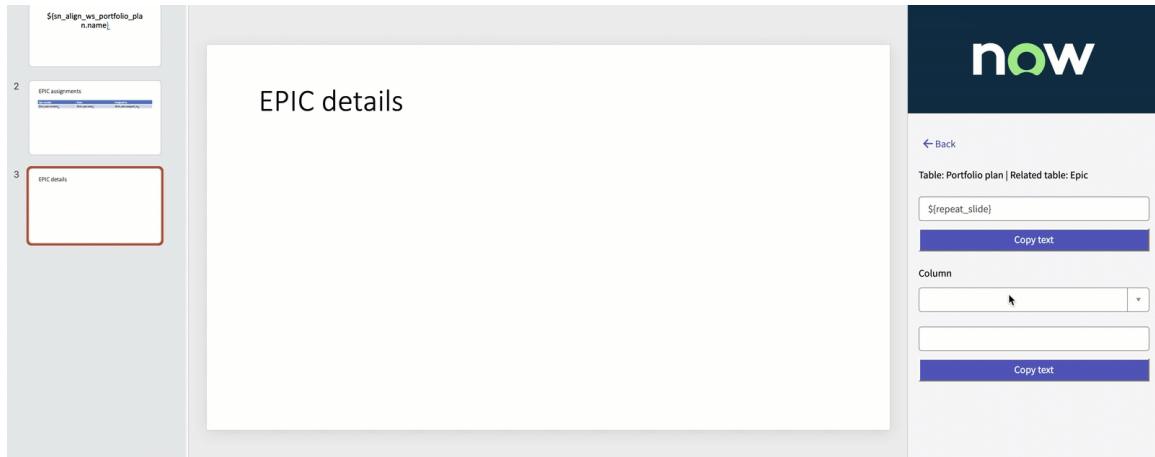 ${sn_align_ws_portfolio_pla
n.name}
2
EPIC assignments
3
EPIC details
EPIC details
now
Back
Table: Portfolio plan | Related table: Epic
${repeat_slide}
Copy text
Column
Copy text